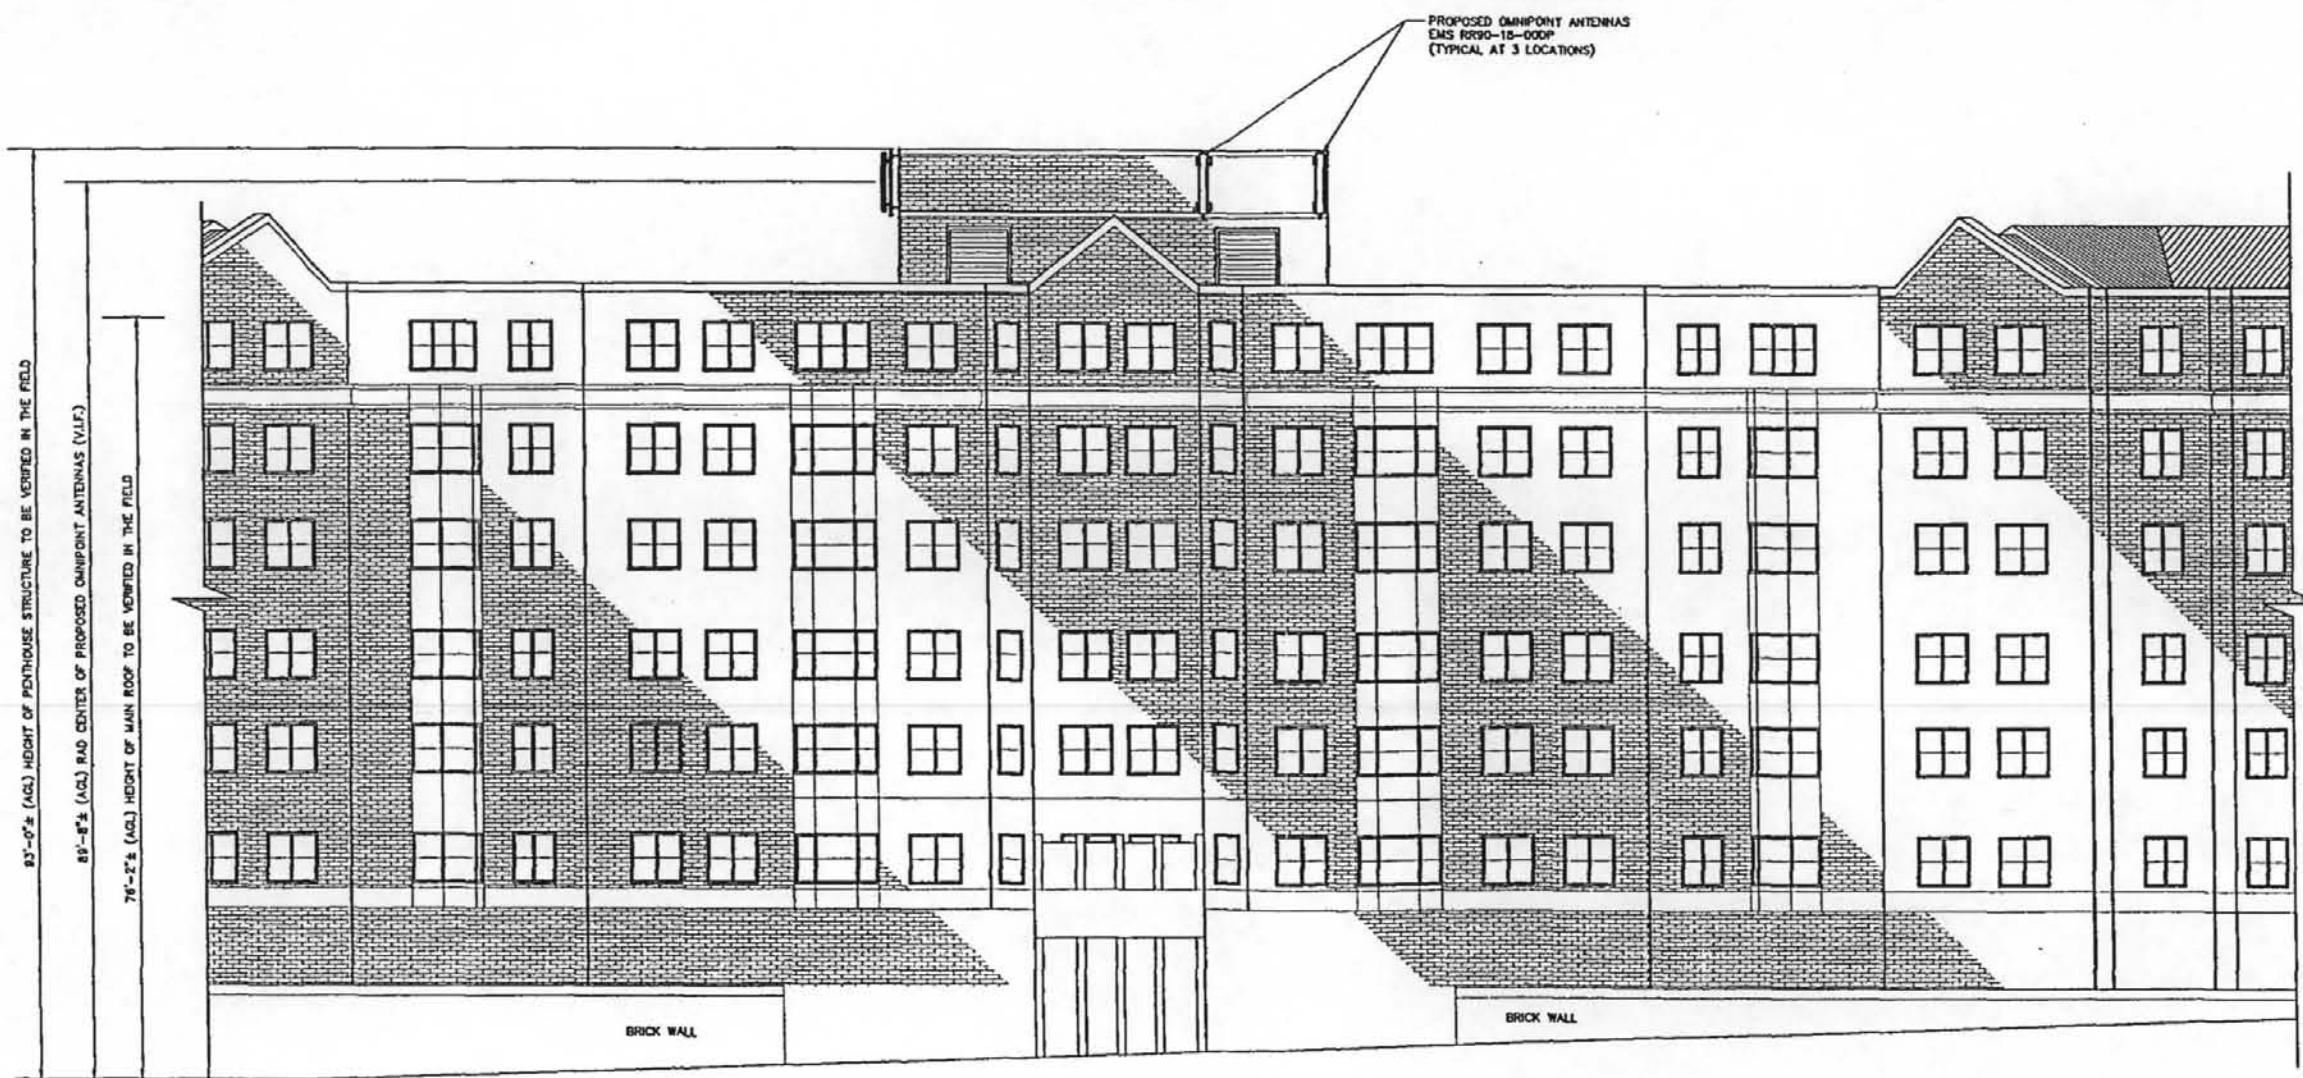 PROPOSED OMNIPOINT ANTENNAS
EMS RR90-18-00DP
(TYPICAL AT 3 LOCATIONS)
93'-0"± (AGL) HEIGHT OF PENTHOUSE STRUCTURE TO BE VERIFIED IN THE FIELD
89'-8"± (AGL) RAD CENTER OF PROPOSED OMNIPOINT ANTENNAS (V.I.F.)
76'-2"± (AGL) HEIGHT OF MAIN ROOF TO BE VERIFIED IN THE FIELD
BRICK WALL
BRICK WALL